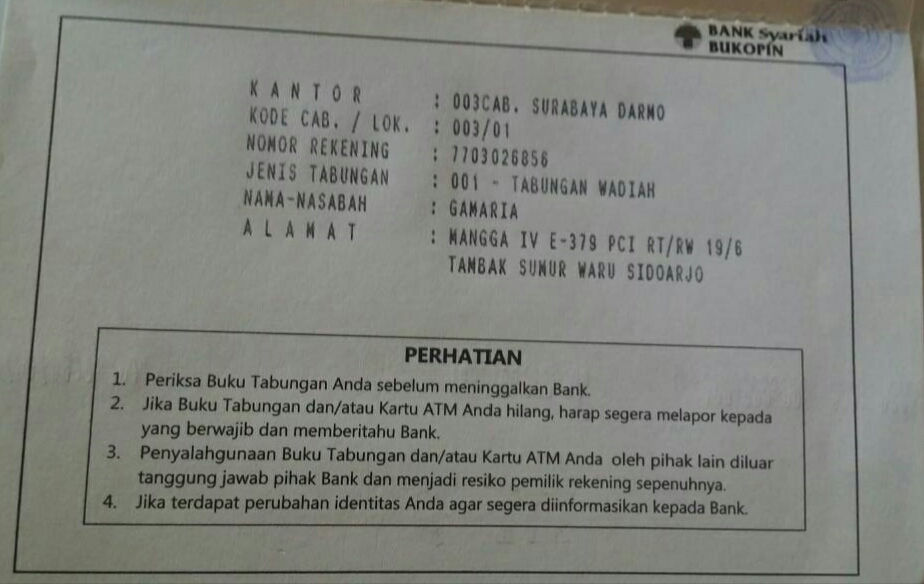 BANK Syariah
BUKOPIN
K A N T O R : 003CAB. SURABAYA DARMO
KODE CAB. / LOK. : 003/01
NOMOR REKENING : 7703026856
JENIS TABUNGAN : 001 - TABUNGAN WADIAH
NAMA-NASABAH : GAMARIA
A L A M A T : MANGGA IV E-379 PCI RT/RW 19/6
TAMBAK SUMUR WARU SIDOARJO
PERHATIAN
1. Periksa Buku Tabungan Anda sebelum meninggalkan Bank.
2. Jika Buku Tabungan dan/atau Kartu ATM Anda hilang, harap segera melapor kepada
yang berwajib dan memberitahu Bank.
3. Penyalahgunaan Buku Tabungan dan/atau Kartu ATM Anda oleh pihak lain diluar
tanggung jawab pihak Bank dan menjadi resiko pemilik rekening sepenuhnya.
4. Jika terdapat perubahan identitas Anda agar segera diinformasikan kepada Bank.